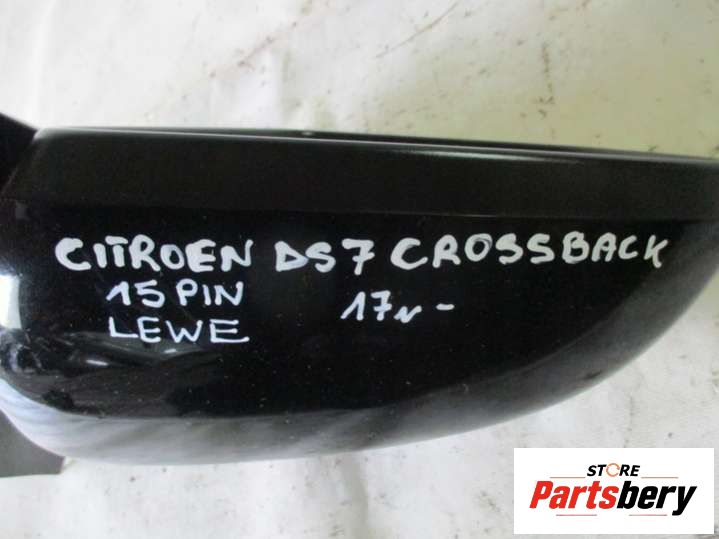 CITROEN DS7 CROSSBACK
15 PIN 17r-
LEWE
STORE
Partsbery